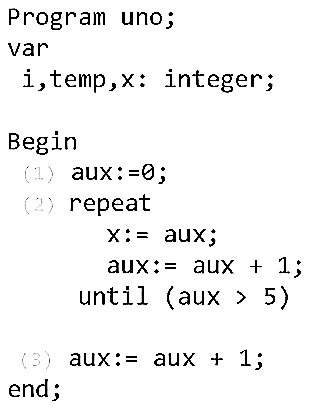 Program uno;
var
i,temp,x: integer;
Begin
(1) aux:=0;
(2) repeat
x:= aux;
aux:= aux + 1;
until (aux > 5)
(3) aux:= aux + 1;
end;